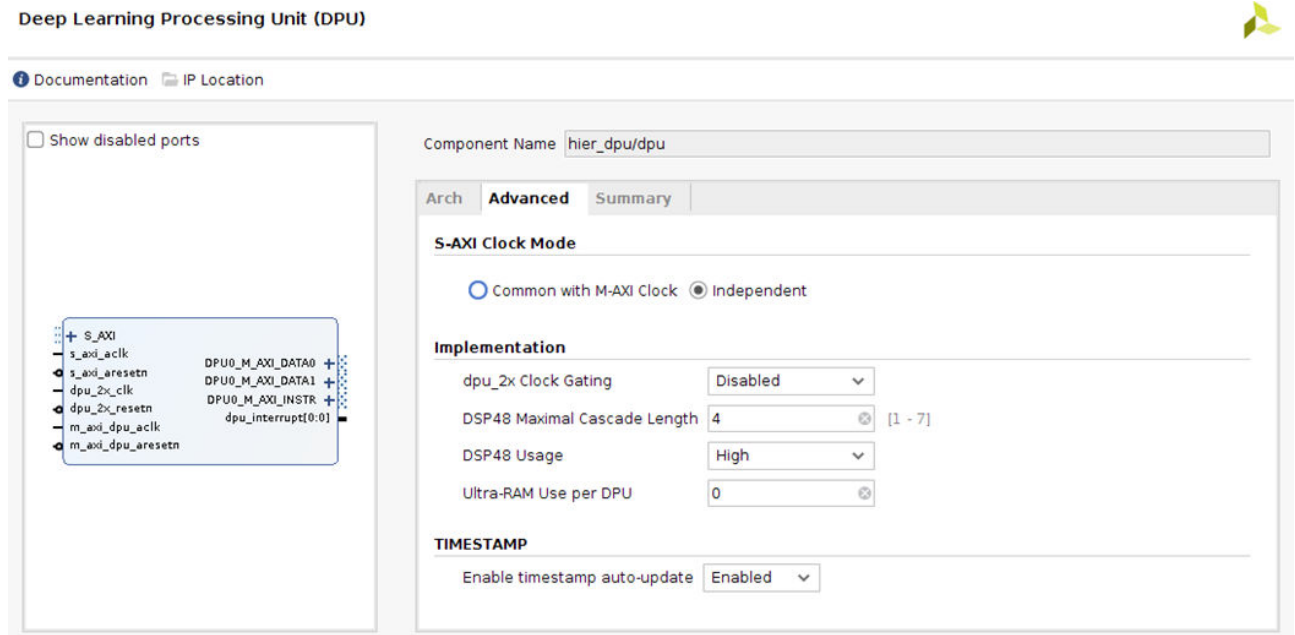 Deep Learning Processing Unit (DPU)
Documentation IP Location
Show disabled ports
S_AXI
s_axi_aclk
s_axi_aresetn
dpu_2x_clk
dpu_2x_resetn
m_axi_dpu_aclk
m_axi_dpu_aresetn
DPU0_M_AXI_DATA0
DPU0_M_AXI_DATA1
DPU0_M_AXI_INSTR
dpu_interrupt[0:0]
Component Name hier_dpu/dpu
Arch Advanced Summary
S-AXI Clock Mode
Common with M-AXI Clock Independent
Implementation
dpu_2x Clock Gating Disabled
DSP48 Maximal Cascade Length 4 [1 - 7]
DSP48 Usage High
Ultra-RAM Use per DPU 0
TIMESTAMP
Enable timestamp auto-update Enabled